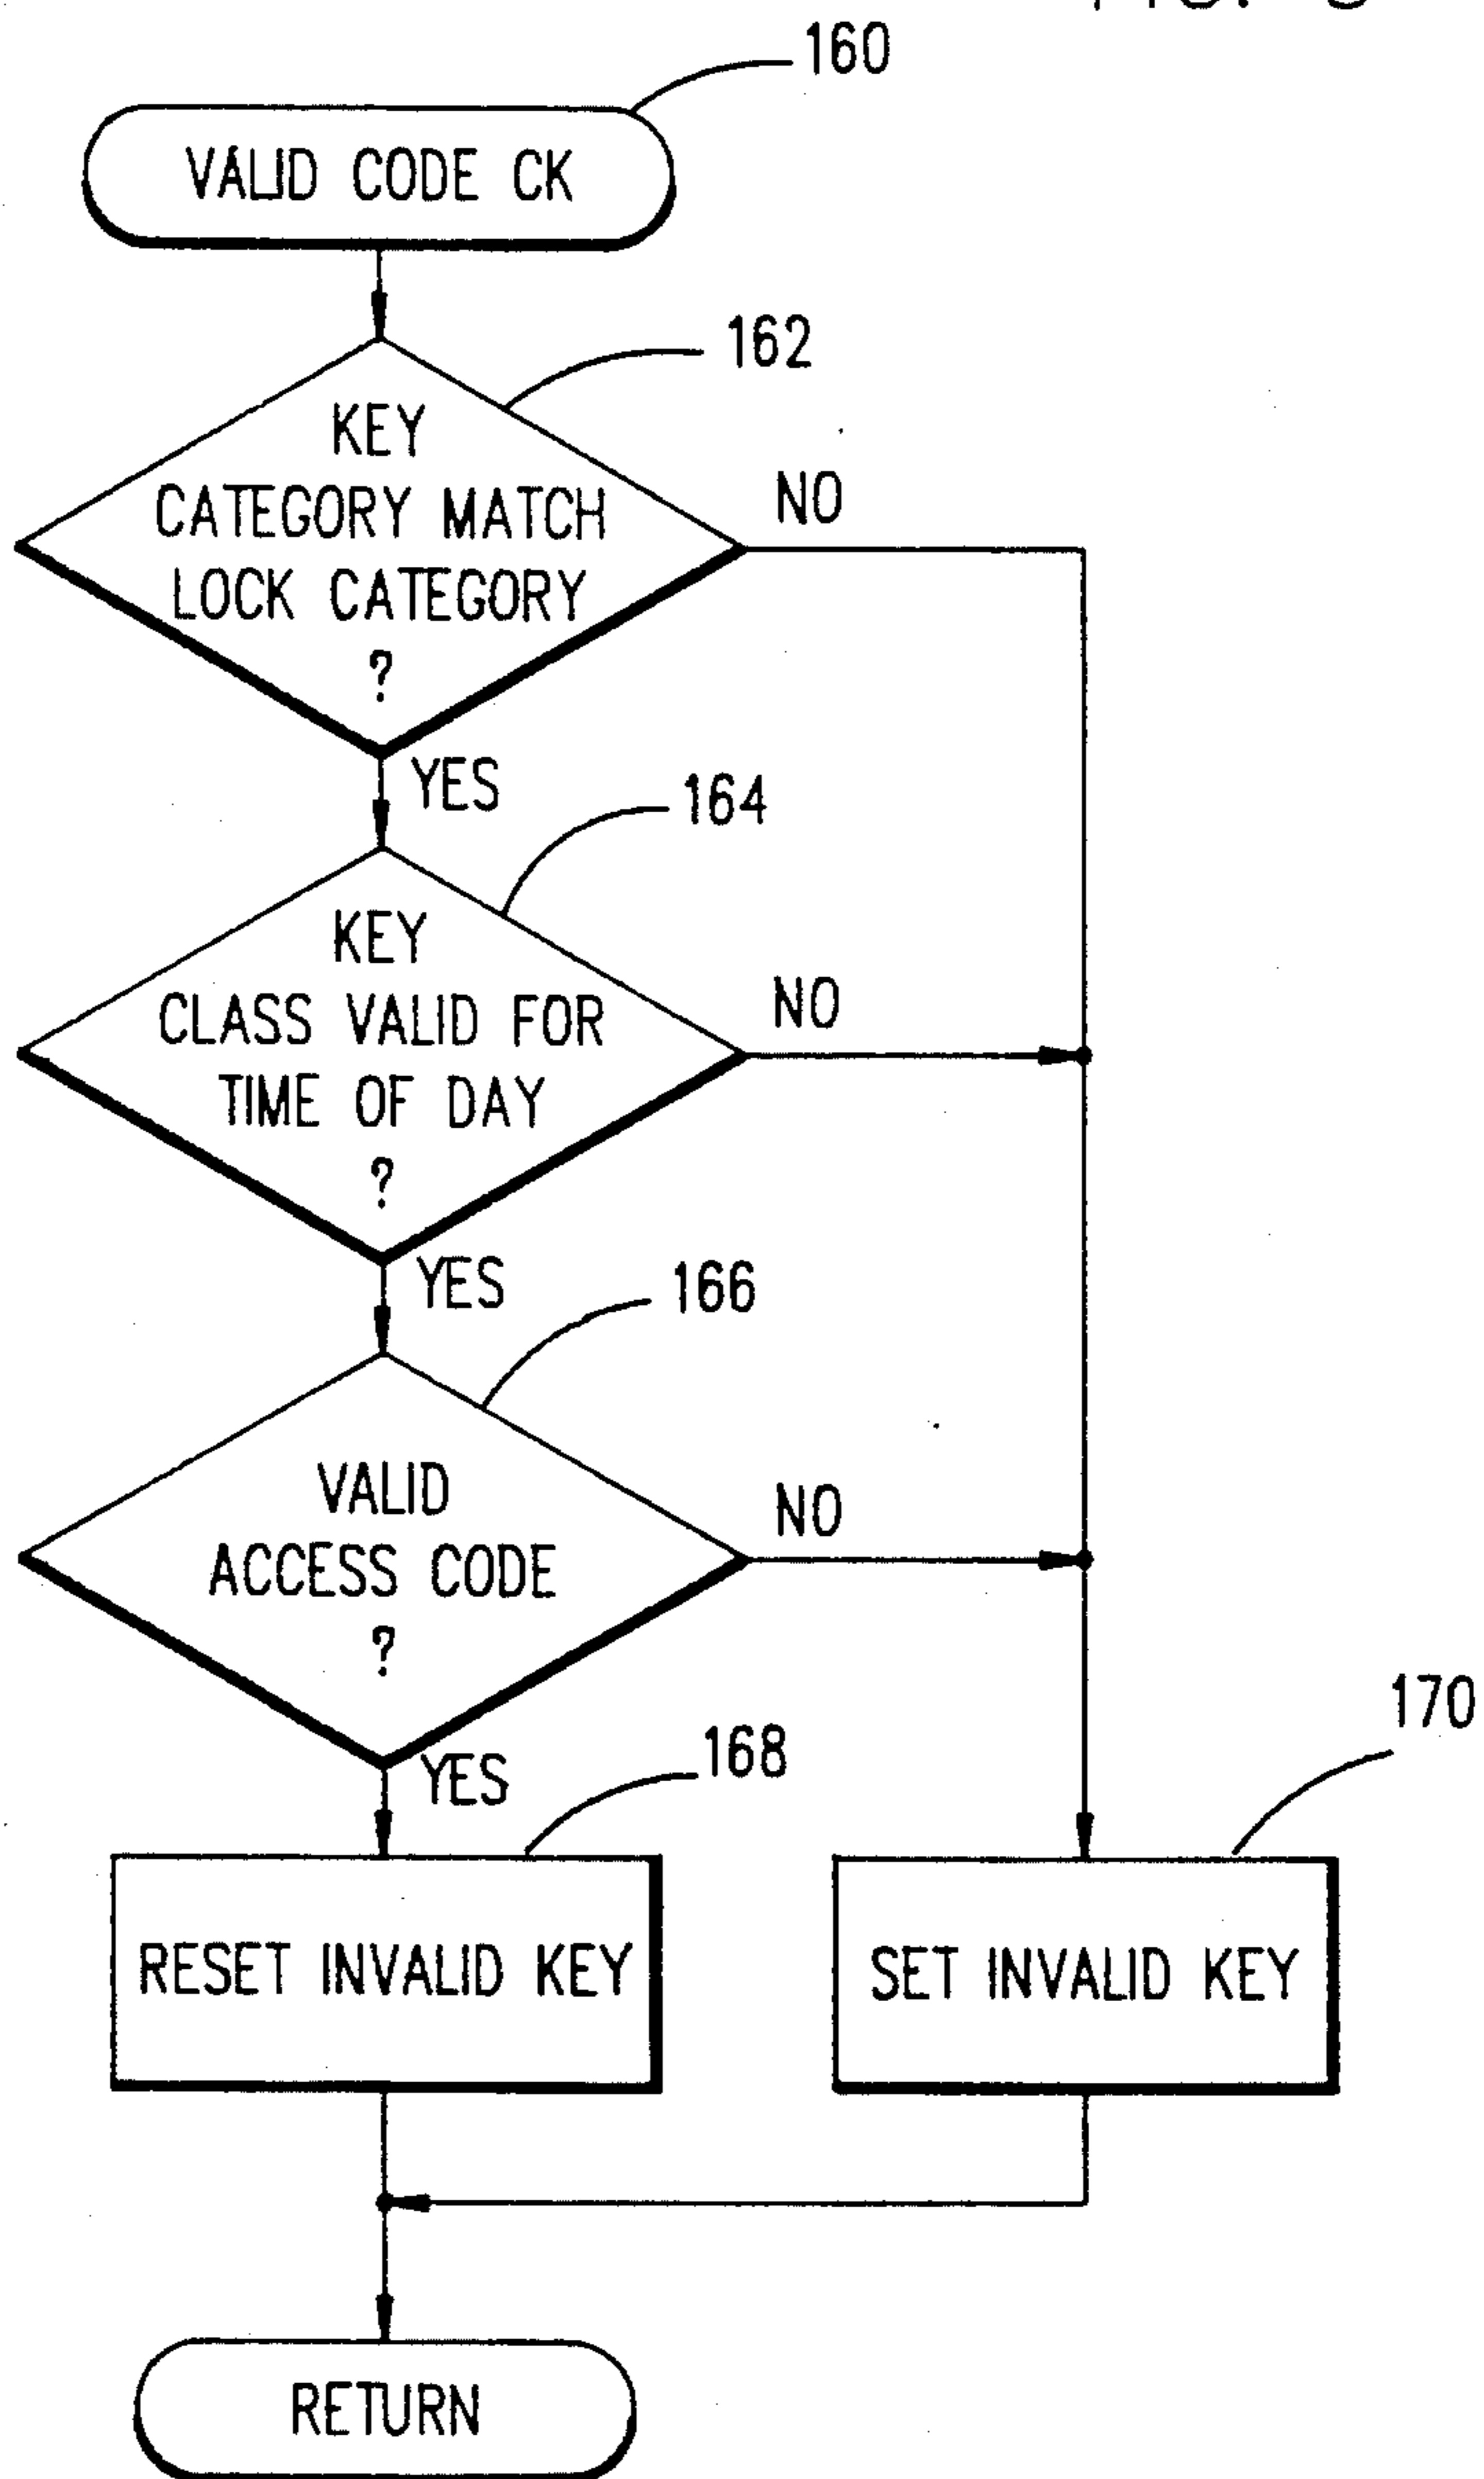 160
VALID CODE CK
162
KEY
CATEGORY MATCH
LOCK CATEGORY
?
NO
YES
164
KEY
CLASS VALID FOR
TIME OF DAY
?
NO
YES
166
VALID
ACCESS CODE
?
NO
YES
168
170
RESET INVALID KEY
SET INVALID KEY
RETURN